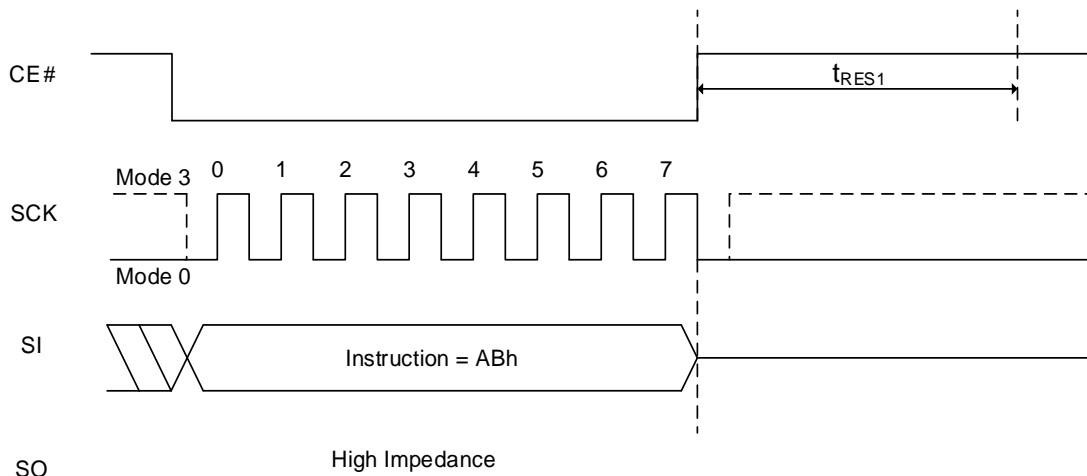 CE#
tRES1
Mode 3
0 1 2 3 4 5 6 7
SCK
Mode 0
SI
Instruction = ABh
High Impedance
SO